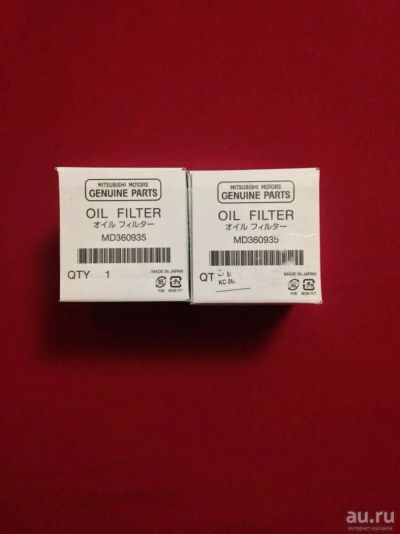 MITSUBISHI MOTORS
GENUINE PARTS
OIL FILTER
オイル フィルター
MD360935
QTY 1
MADE IN JAPAN
MITSUBISHI MOTORS
GENUINE PARTS
OIL FILTER
オイル フィルター
MD360935
QT
MADE IN JAPAN
au.ru
интернет-аукцион